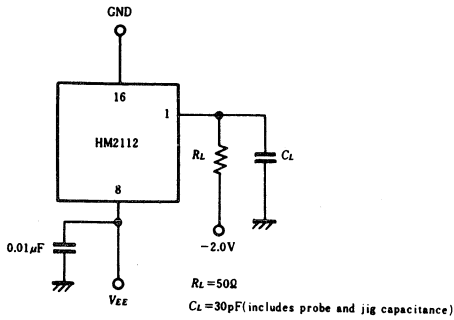 GND
16
1
HM2112
RL
CL
8
0.01μF
−2.0V
VEE
RL=50Ω
CL=30pF(includes probe and jig capacitance)